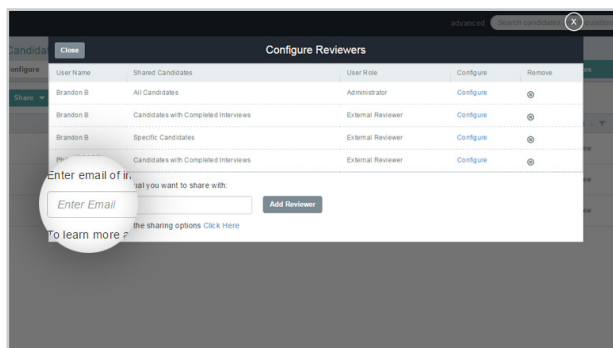 advanced Search candidates,
X
Candida
Close Configure Reviewers
onfigure
Share
User Name Shared Candidates User Role Configure Remove
Brandon B All Candidates Administrator Configure
Brandon B Candidates with Completed Interviews External Reviewer Configure
Brandon B Specific Candidates External Reviewer Configure
Candidates with Completed Interviews External Reviewer Configure
Enter email of in
ual you want to share with:
Enter Email Add Reviewer
To learn more a the sharing options Click Here